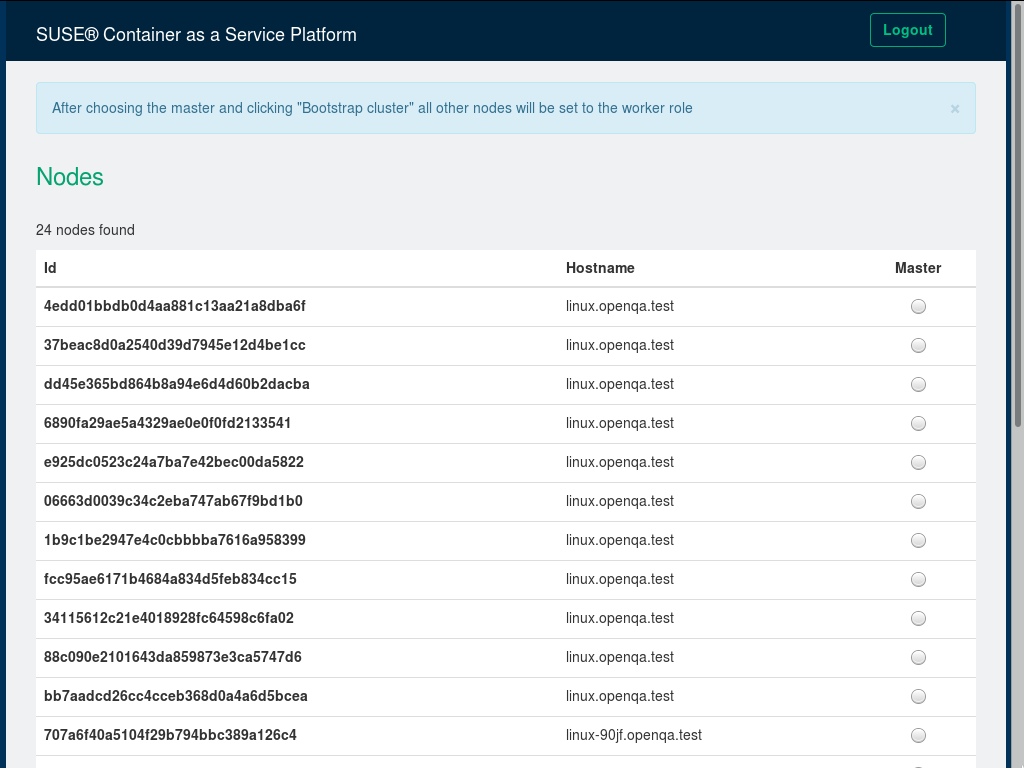 SUSE® Container as a Service Platform
Logout
After choosing the master and clicking "Bootstrap cluster" all other nodes will be set to the worker role ×
Nodes
24 nodes found
Id Hostname Master
4edd01bbdb0d4aa881c13aa21a8dba6f linux.openqa.test
37beac8d0a2540d39d7945e12d4be1cc linux.openqa.test
dd45e365bd864b8a94e6d4d60b2dacba linux.openqa.test
6890fa29ae5a4329ae0e0f0fd2133541 linux.openqa.test
e925dc0523c24a7ba7e42bec00da5822 linux.openqa.test
06663d0039c34c2eba747ab67f9bd1b0 linux.openqa.test
1b9c1be2947e4c0cbbbba7616a958399 linux.openqa.test
fcc95ae6171b4684a834d5feb834cc15 linux.openqa.test
34115612c21e4018928fc64598c6fa02 linux.openqa.test
88c090e2101643da859873e3ca5747d6 linux.openqa.test
bb7aadcd26cc4cceb368d0a4a6d5bcea linux.openqa.test
707a6f40a5104f29b794bbc389a126c4 linux-90jf.openqa.test